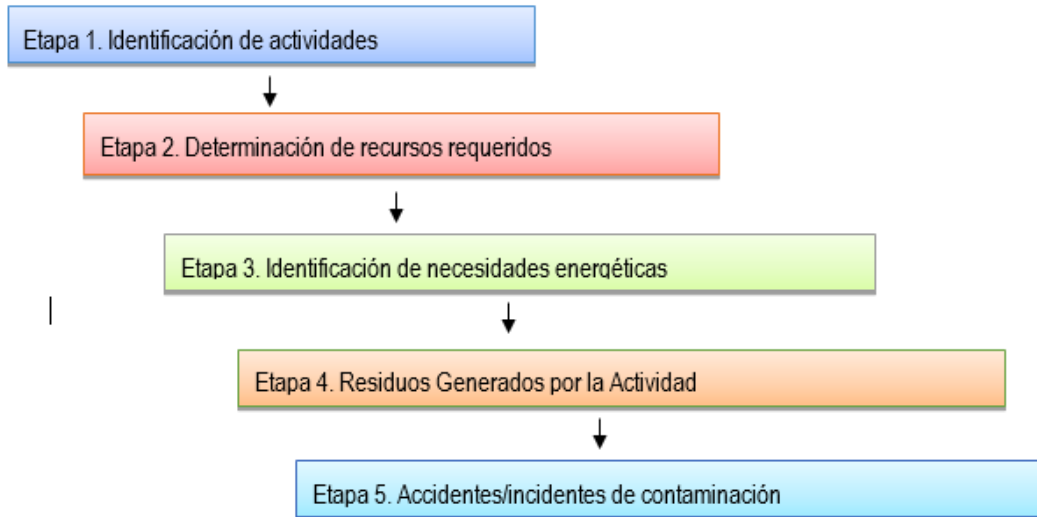 Etapa 1. Identificación de actividades
Etapa 2. Determinación de recursos requeridos
Etapa 3. Identificación de necesidades energéticas
Etapa 4. Residuos Generados por la Actividad
Etapa 5. Accidentes/incidentes de contaminación